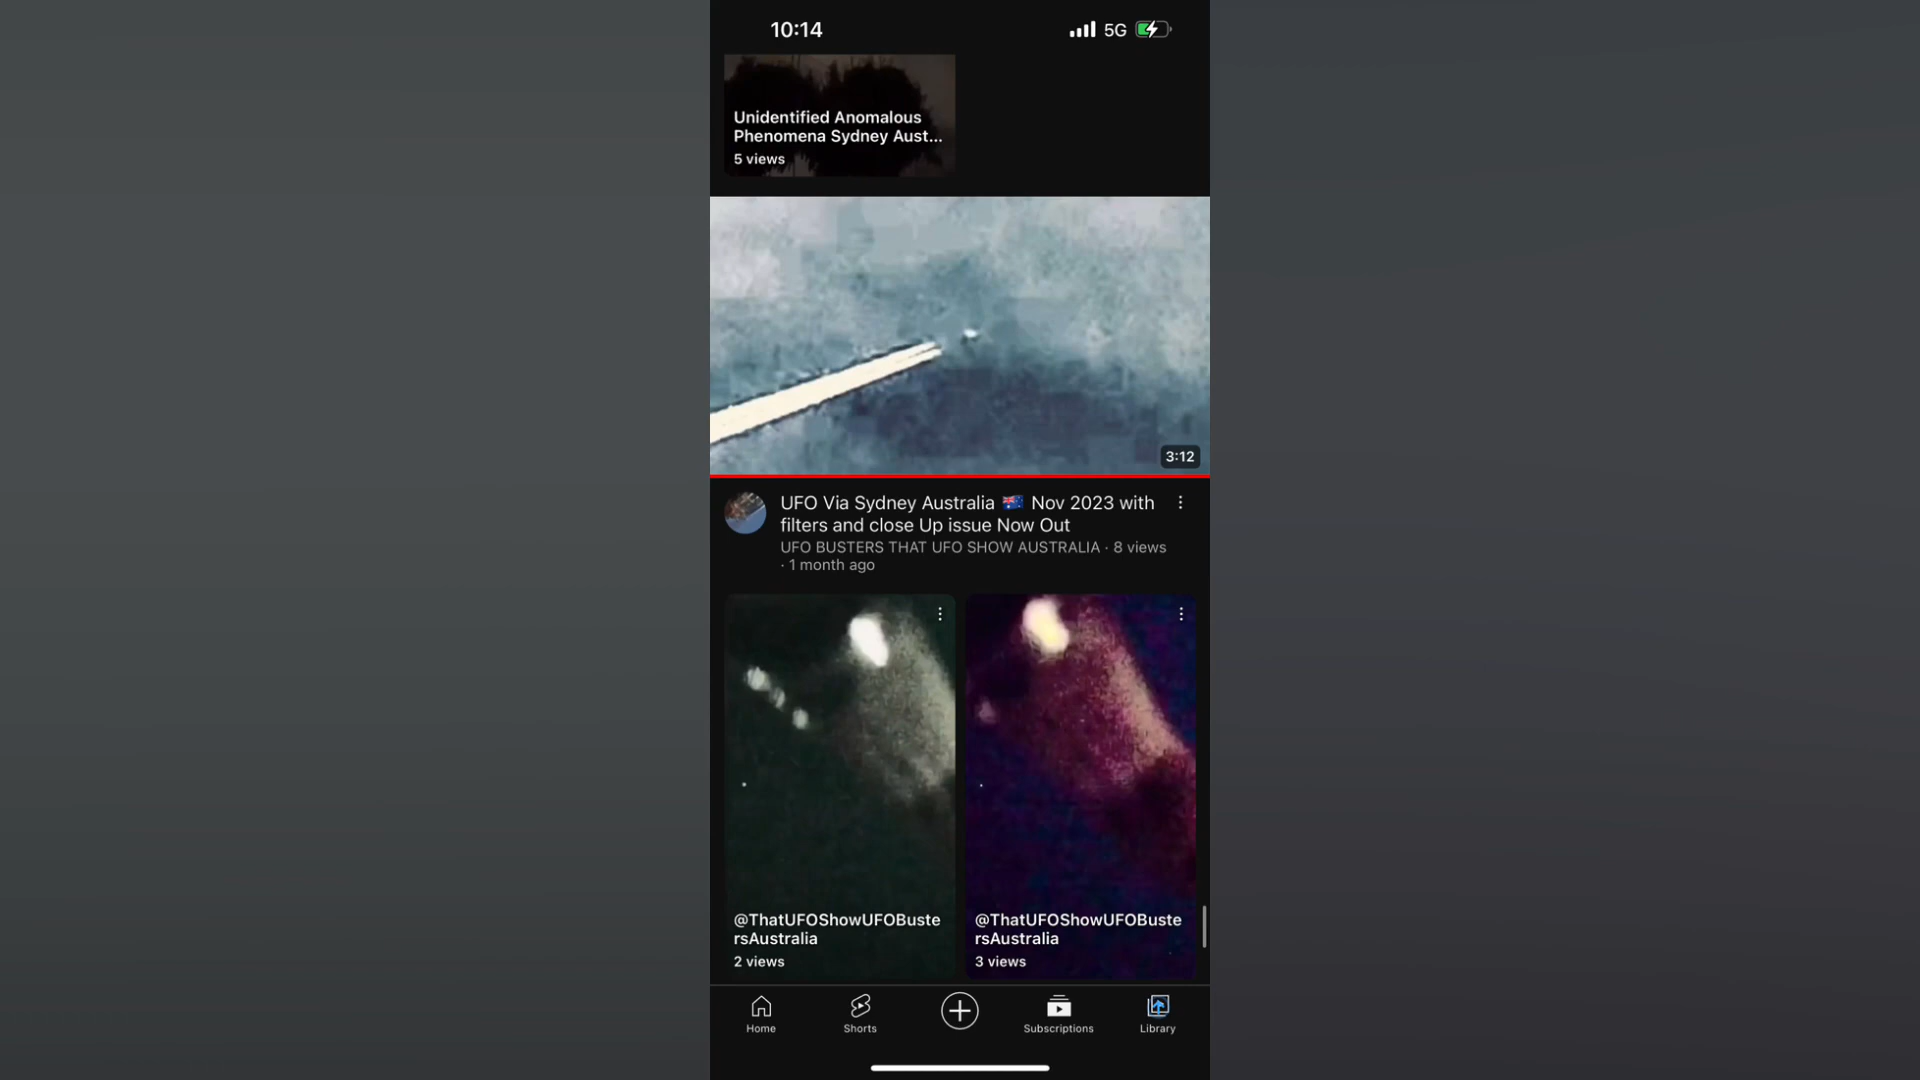 10:14
5G
Unidentified Anomalous
Phenomena Sydney Aust...
5 views
3:12
UFO Via Sydney Australia 🇦🇺 Nov 2023 with
filters and close Up issue Now Out
UFO BUSTERS THAT UFO SHOW AUSTRALIA · 8 views
· 1 month ago
@ThatUFOShowUFOBuste
rsAustralia
2 views
@ThatUFOShowUFOBuste
rsAustralia
3 views
Home
Shorts
Subscriptions
Library